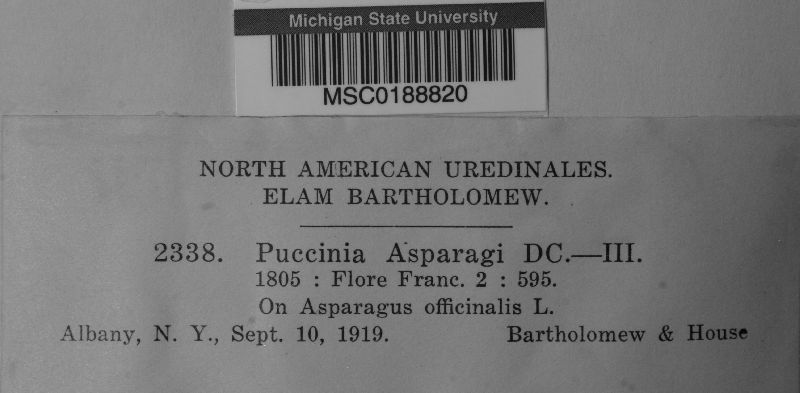 Michigan State University
MSC0188820
NORTH AMERICAN UREDINALES.
ELAM BARTHOLOMEW.
2338. Puccinia Asparagi DC.—III.
1805 : Flore Franc. 2 : 595.
On Asparagus officinalis L.
Albany, N. Y., Sept. 10, 1919. Bartholomew & House